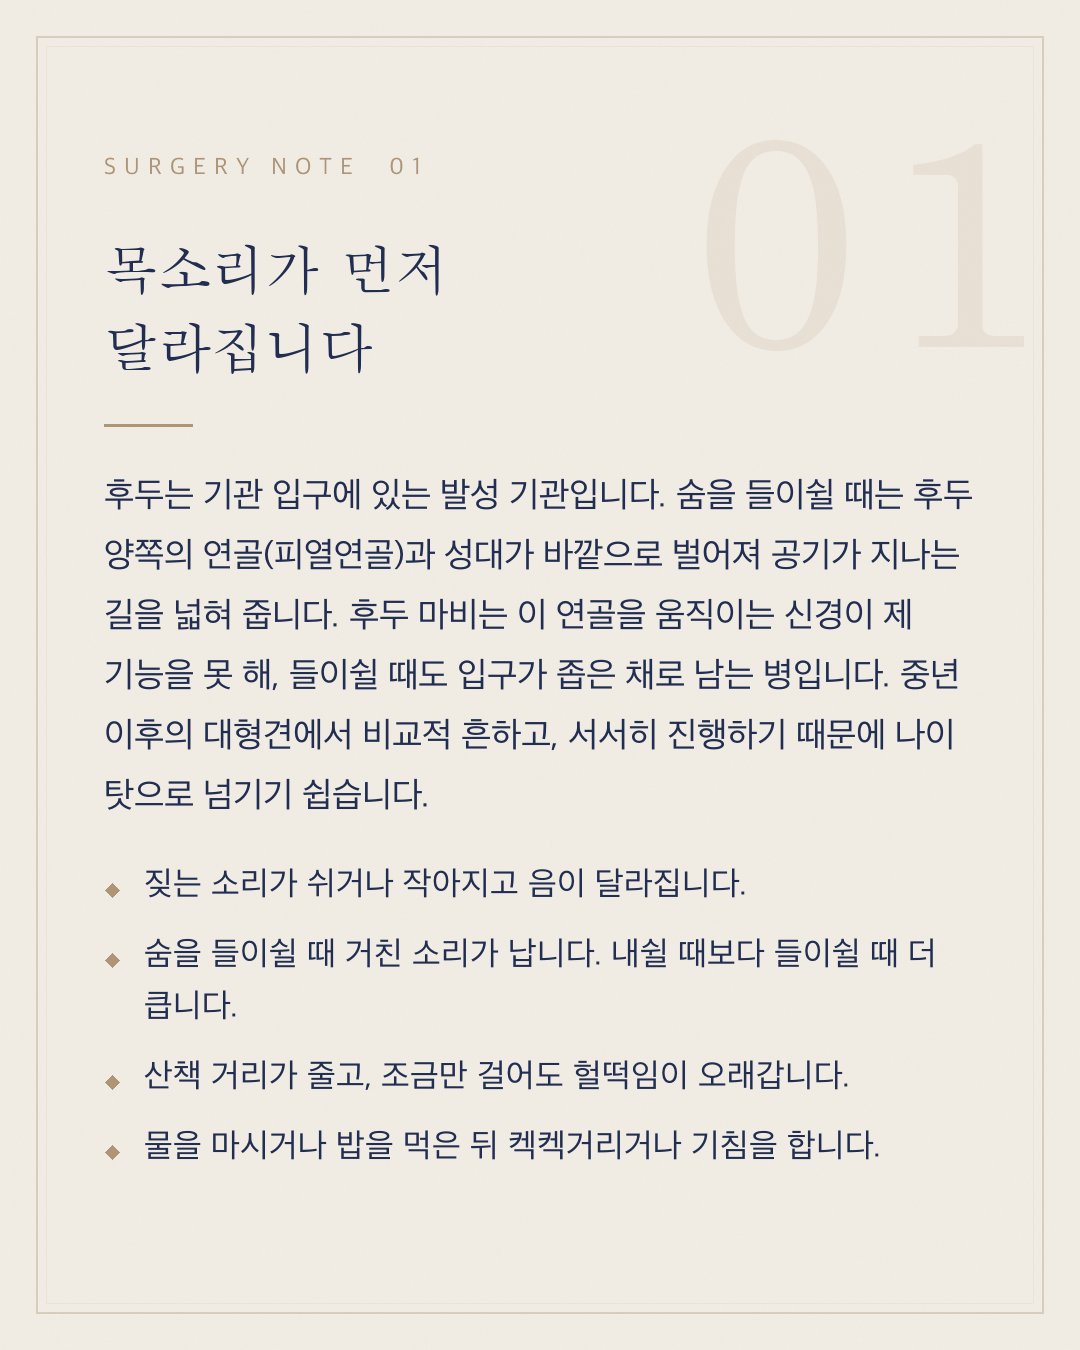 SURGERY NOTE 01
01
목소리가 먼저
달라집니다
후두는 기관 입구에 있는 발성 기관입니다. 숨을 들이쉴 때는 후두
양쪽의 연골(피열연골)과 성대가 바깥으로 벌어져 공기가 지나는
길을 넓혀 줍니다. 후두 마비는 이 연골을 움직이는 신경이 제
기능을 못 해, 들이쉴 때도 입구가 좁은 채로 남는 병입니다. 중년
이후의 대형견에서 비교적 흔하고, 서서히 진행하기 때문에 나이
탓으로 넘기기 쉽습니다.
◆ 짖는 소리가 쉬거나 작아지고 음이 달라집니다.
◆ 숨을 들이쉴 때 거친 소리가 납니다. 내쉴 때보다 들이쉴 때 더
큽니다.
◆ 산책 거리가 줄고, 조금만 걸어도 헐떡임이 오래갑니다.
◆ 물을 마시거나 밥을 먹은 뒤 켁켁거리거나 기침을 합니다.